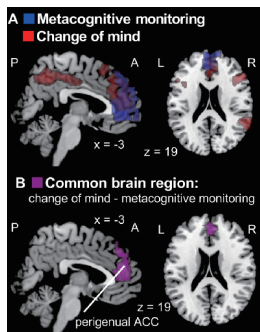 A Metacognitive monitoring
Change of mind
P A L R
x = -3
z = 19
B Common brain region:
change of mind - metacognitive monitoring
x = -3
P A L R
z = 19
perigenual ACC